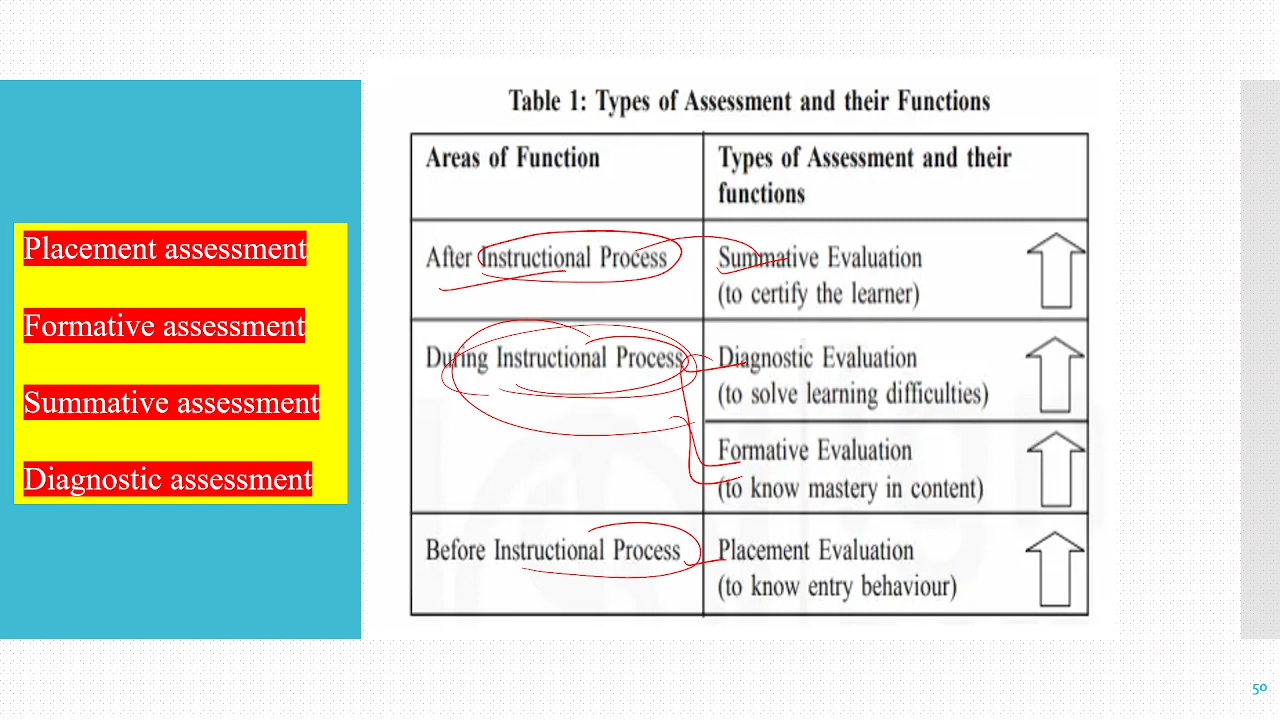 Placement assessment
Formative assessment
Summative assessment
Diagnostic assessment
Table 1: Types of Assessment and their Functions
Areas of Function
Types of Assessment and their
functions
After Instructional Process
Summative Evaluation
(to certify the learner)
During Instructional Process
Diagnostic Evaluation
(to solve learning difficulties)
Formative Evaluation
(to know mastery in content)
Before Instructional Process
Placement Evaluation
(to know entry behaviour)
50